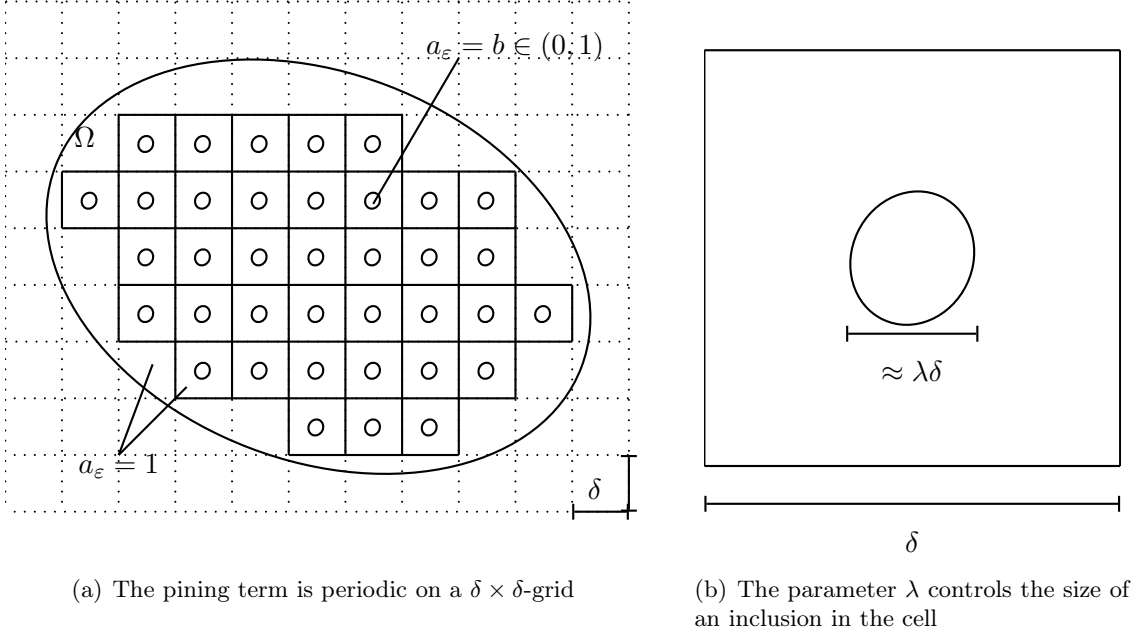 a_ε = b ∈ (0, 1)
Ω
a_ε = 1
δ
≈ λδ
δ
(a) The pining term is periodic on a δ × δ-grid
(b) The parameter λ controls the size of
an inclusion in the cell